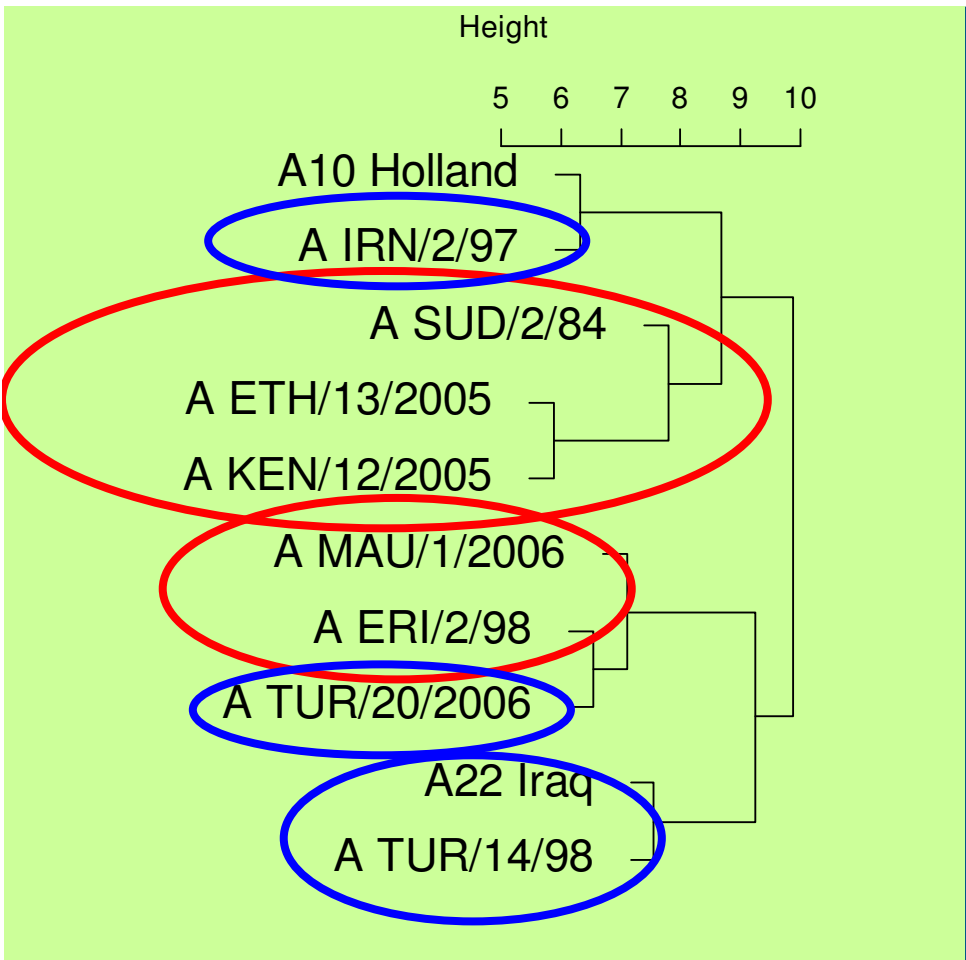 Height
5 6 7 8 9 10
A10 Holland
A IRN/2/97
A SUD/2/84
A ETH/13/2005
A KEN/12/2005
A MAU/1/2006
A ERI/2/98
A TUR/20/2006
A22 Iraq
A TUR/14/98